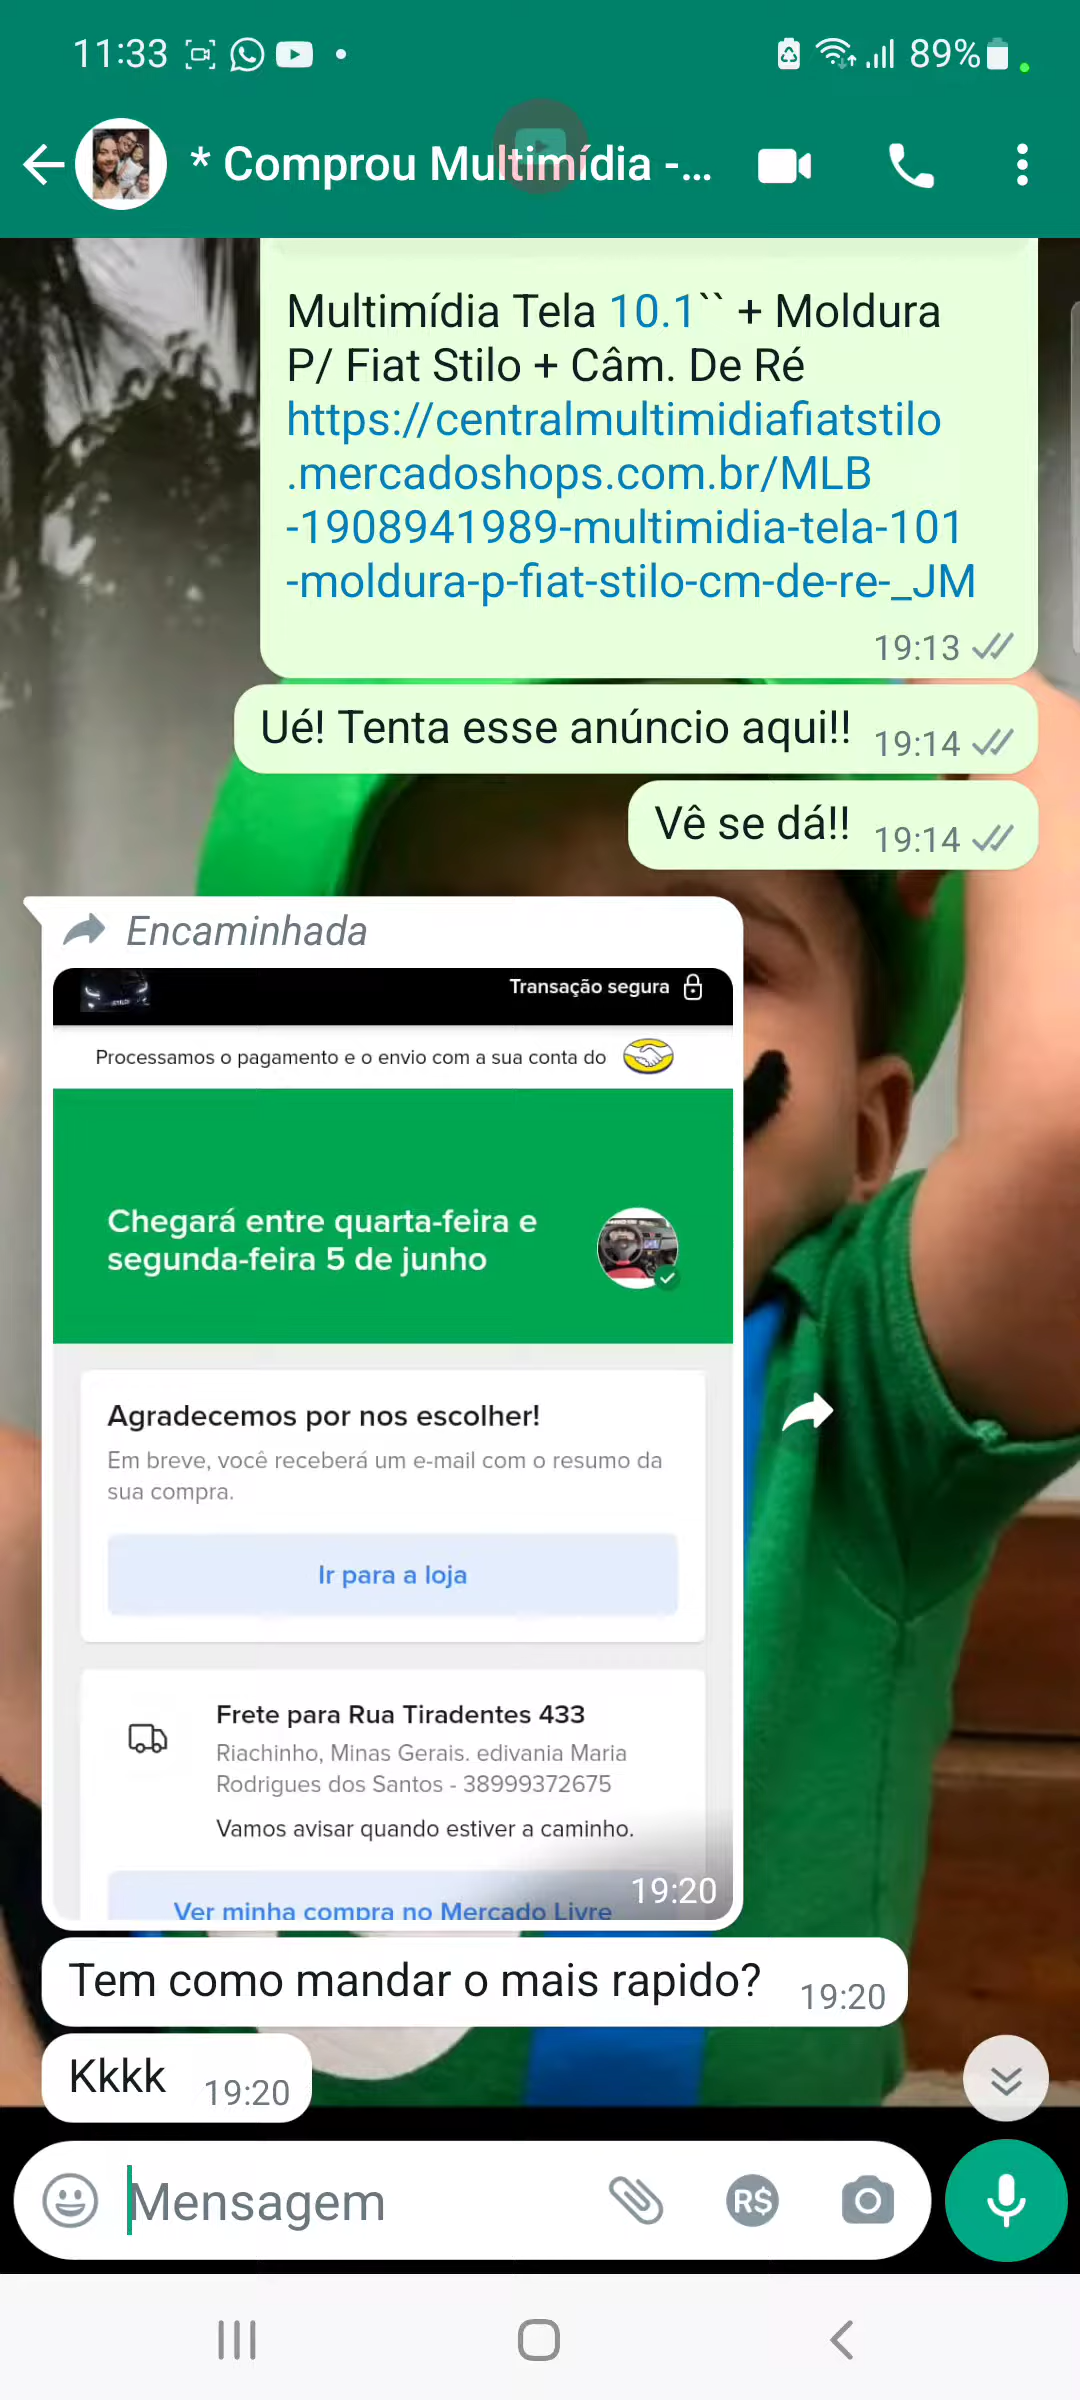 11:33
89%
* Comprou Multimídia -...
Multimídia Tela 10.1`` + Moldura
P/ Fiat Stilo + Câm. De Ré
https://centralmultimidiafiatstilo
.mercadoshops.com.br/MLB
-1908941989-multimidia-tela-101
-moldura-p-fiat-stilo-cm-de-re-_JM
19:13
Ué! Tenta esse anúncio aqui!! 19:14
Vê se dá!! 19:14
Encaminhada
Transação segura
Processamos o pagamento e o envio com a sua conta do
Chegará entre quarta-feira e
segunda-feira 5 de junho
Agradecemos por nos escolher!
Em breve, você receberá um e-mail com o resumo da
sua compra.
Ir para a loja
Frete para Rua Tiradentes 433
Riachinho, Minas Gerais. edivania Maria
Rodrigues dos Santos - 38999372675
Vamos avisar quando estiver a caminho.
Ver minha compra no Mercado Livre
19:20
Tem como mandar o mais rapido? 19:20
Kkkk 19:20
Mensagem
R$